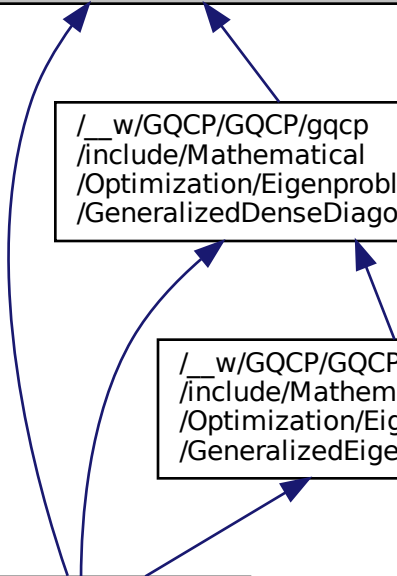 /__w/GQCP/GQCP/gqcp
/include/Mathematical
/Optimization/Eigenprobl
/GeneralizedDenseDiago
/__w/GQCP/GQCP
/include/Mathem
/Optimization/Eig
/GeneralizedEige